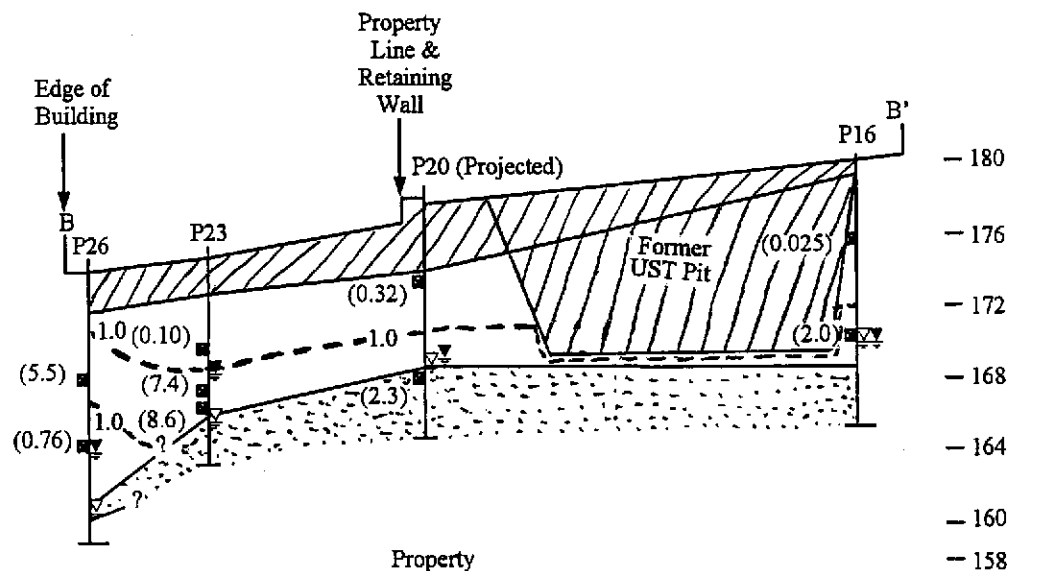 Property
Line &
Retaining
Wall
Edge of
Building
B'
P16
P20 (Projected)
180
B
P26
P23
176
(0.025)
Former
UST Pit
(0.32)
172
1.0
(0.10)
1.0
(2.0)
(5.5)
(7.4)
168
(2.3)
1.0
(8.6)
(0.76)
?
164
?
160
Property
158